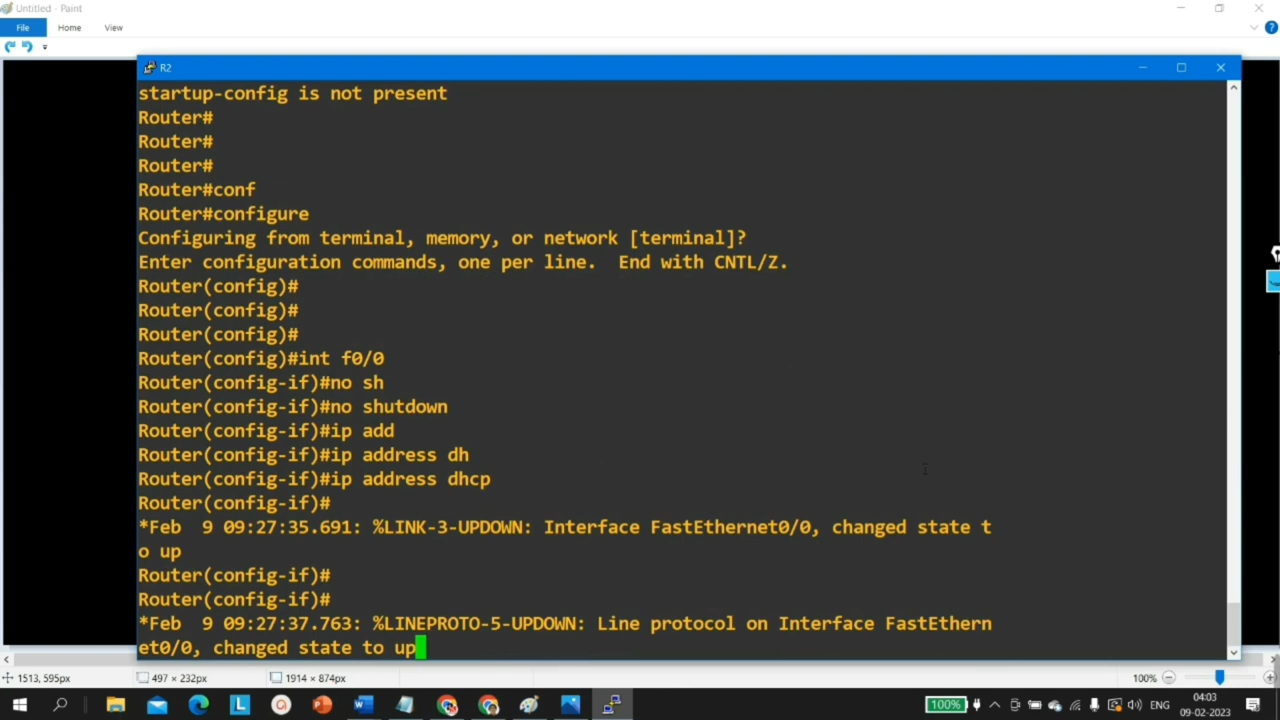 Untitled - Paint
File
Home
View
R2
startup-config is not present
Router#
Router#
Router#
Router#conf
Router#configure
Configuring from terminal, memory, or network [terminal]?
Enter configuration commands, one per line.  End with CNTL/Z.
Router(config)#
Router(config)#
Router(config)#
Router(config)#int f0/0
Router(config-if)#no sh
Router(config-if)#no shutdown
Router(config-if)#ip add
Router(config-if)#ip address dh
Router(config-if)#ip address dhcp
Router(config-if)#
*Feb  9 09:27:35.691: %LINK-3-UPDOWN: Interface FastEthernet0/0, changed state t
o up
Router(config-if)#
Router(config-if)#
*Feb  9 09:27:37.763: %LINEPROTO-5-UPDOWN: Line protocol on Interface FastEthern
et0/0, changed state to up
1513, 595px
497 × 232px
1914 × 874px
100%
100%
ENG
04:03
09-02-2023